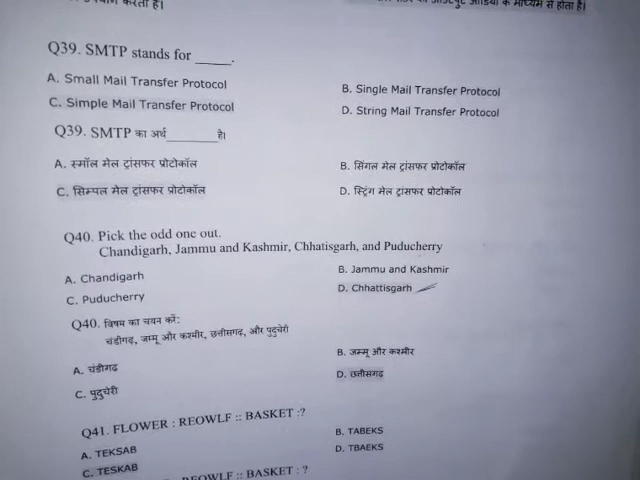 करता है।
के माध्यम से होता है।
Q39. SMTP stands for _____.
A. Small Mail Transfer Protocol
B. Single Mail Transfer Protocol
C. Simple Mail Transfer Protocol
D. String Mail Transfer Protocol
Q39. SMTP का अर्थ_______है।
A. स्मॉल मेल ट्रांसफर प्रोटोकॉल
B. सिंगल मेल ट्रांसफर प्रोटोकॉल
C. सिम्पल मेल ट्रांसफर प्रोटोकॉल
D. स्ट्रिंग मेल ट्रांसफर प्रोटोकॉल
Q40. Pick the odd one out.
Chandigarh, Jammu and Kashmir, Chhatisgarh, and Puducherry
A. Chandigarh
B. Jammu and Kashmir
C. Puducherry
D. Chhattisgarh
Q40. विषम का चयन करें:
चंडीगढ़, जम्मू और कश्मीर, छत्तीसगढ़, और पुदुचेरी
A. चंडीगढ़
B. जम्मू और कश्मीर
C. पुदुचेरी
D. छत्तीसगढ़
Q41. FLOWER : REOWLF :: BASKET :?
A. TEKSAB
B. TABEKS
C. TESKAB
D. TBAEKS
REOWLF :: BASKET : ?